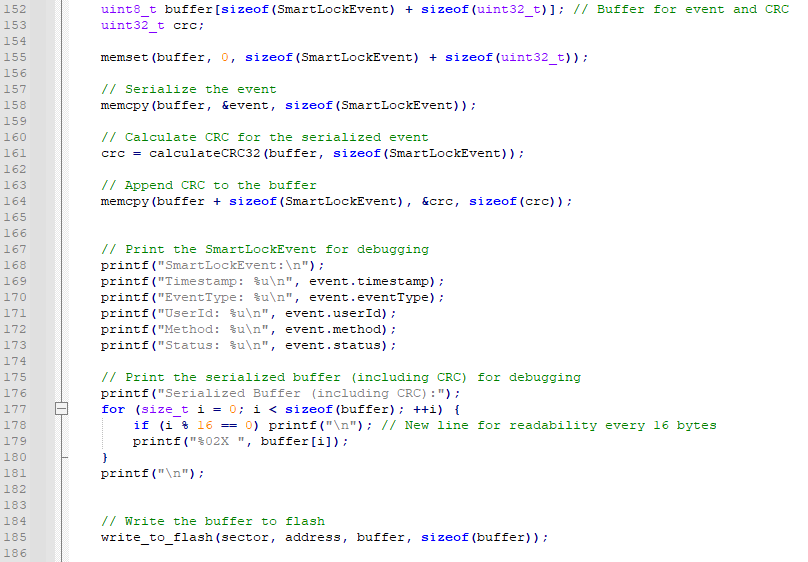 152 uint8_t buffer[sizeof(SmartLockEvent) + sizeof(uint32_t)]; // Buffer for event and CRC
153 uint32_t crc;
154
155 memset(buffer, 0, sizeof(SmartLockEvent) + sizeof(uint32_t));
156
157 // Serialize the event
158 memcpy(buffer, &event, sizeof(SmartLockEvent));
159
160 // Calculate CRC for the serialized event
161 crc = calculateCRC32(buffer, sizeof(SmartLockEvent));
162
163 // Append CRC to the buffer
164 memcpy(buffer + sizeof(SmartLockEvent), &crc, sizeof(crc));
165
166
167 // Print the SmartLockEvent for debugging
168 printf("SmartLockEvent:\n");
169 printf("Timestamp: %u\n", event.timestamp);
170 printf("EventType: %u\n", event.eventType);
171 printf("UserId: %u\n", event.userId);
172 printf("Method: %u\n", event.method);
173 printf("Status: %u\n", event.status);
174
175 // Print the serialized buffer (including CRC) for debugging
176 printf("Serialized Buffer (including CRC):");
177 for (size_t i = 0; i < sizeof(buffer); ++i) {
178 if (i % 16 == 0) printf("\n"); // New line for readability every 16 bytes
179 printf("%02X ", buffer[i]);
180 }
181 printf("\n");
182
183
184 // Write the buffer to flash
185 write_to_flash(sector, address, buffer, sizeof(buffer));
186